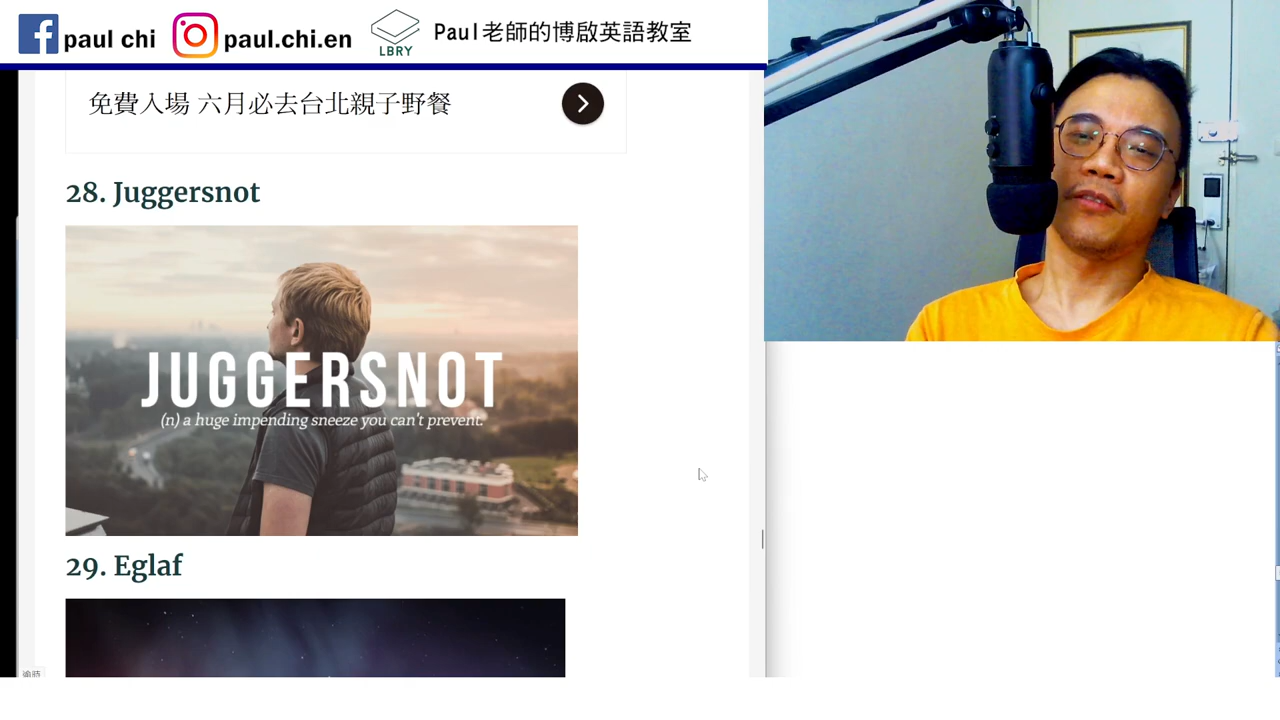 paul chi
paul.chi.en
LBRY
Paul老師的博啟英語教室
免費入場 六月必去台北親子野餐
28. Juggersnot
JUGGERSNOT
(n) a huge impending sneeze you can't prevent.
29. Eglaf